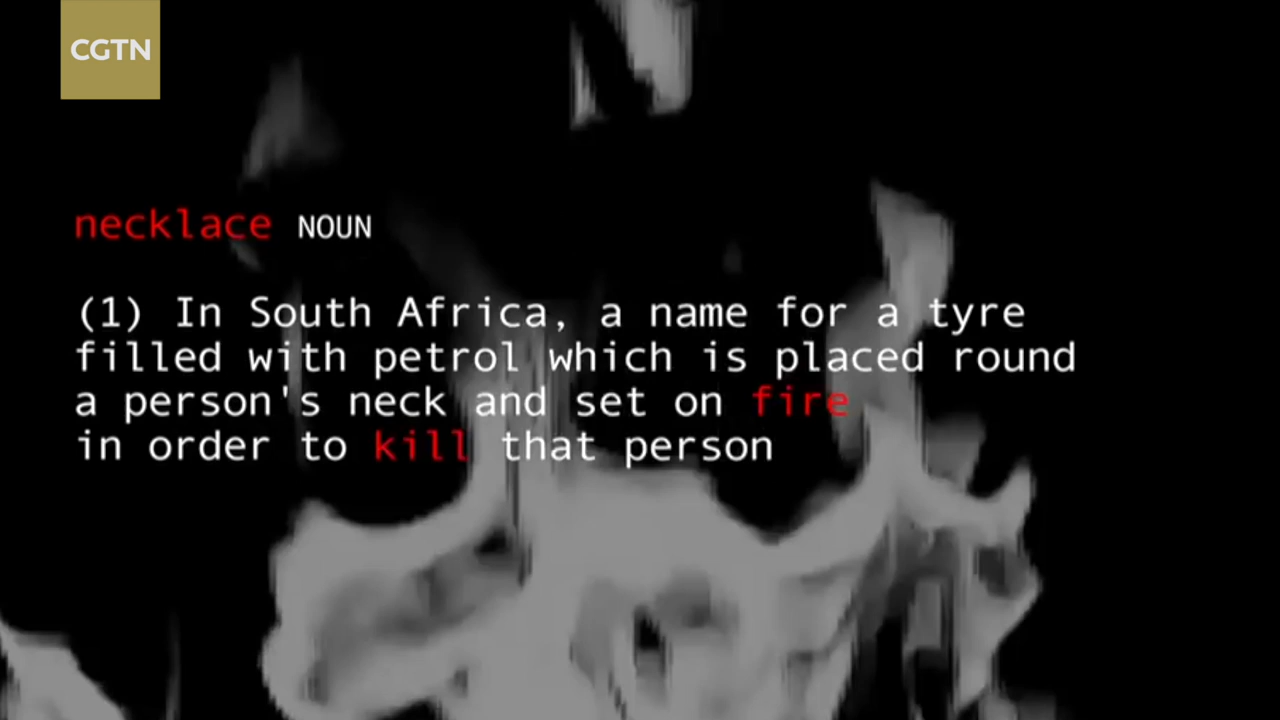 CGTN
necklace NOUN
(1) In South Africa, a name for a tyre
filled with petrol which is placed round
a person's neck and set on fire
in order to kill that person